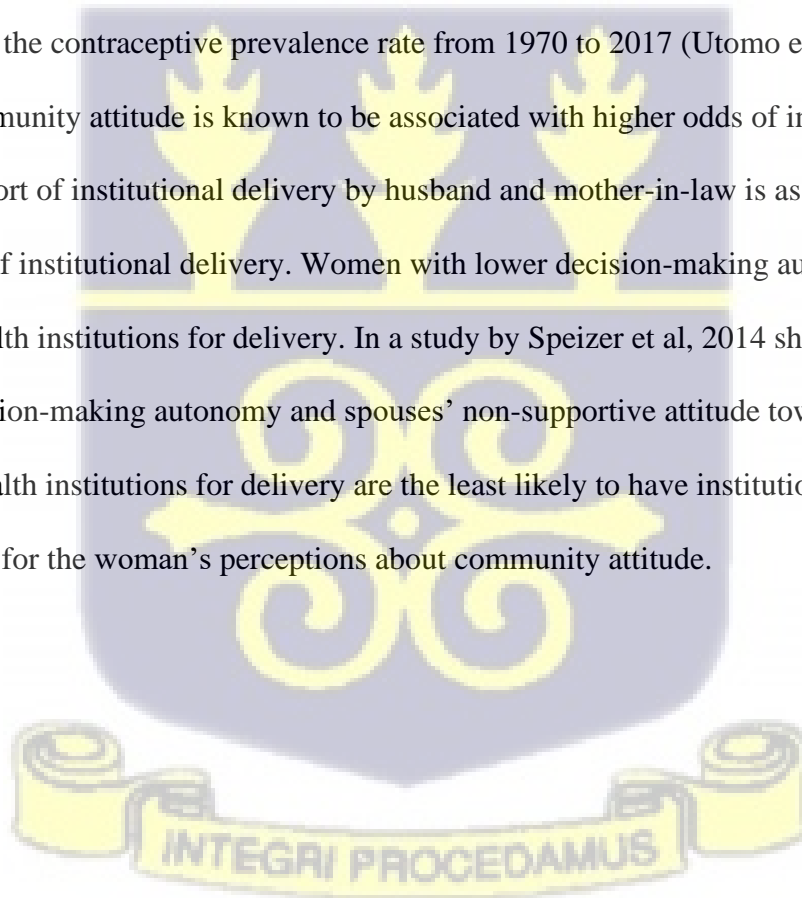 the contraceptive prevalence rate from 1970 to 2017 (Utomo e
munity attitude is known to be associated with higher odds of in
ort of institutional delivery by husband and mother-in-law is as
f institutional delivery. Women with lower decision-making au
lth institutions for delivery. In a study by Speizer et al, 2014 sh
ion-making autonomy and spouses’ non-supportive attitude tow
alth institutions for delivery are the least likely to have institutio
for the woman’s perceptions about community attitude.
INTEGRI PROCEDAMUS